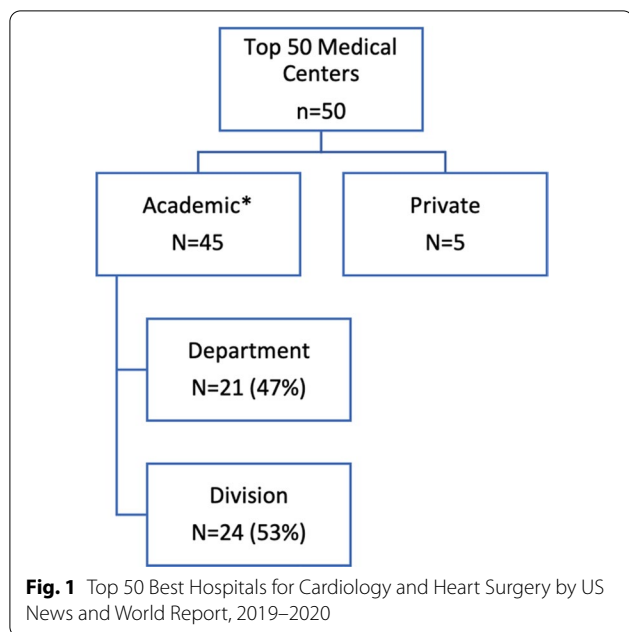 Top 50 Medical
Centers
n=50
Academic*
N=45
Private
N=5
Department
N=21 (47%)
Division
N=24 (53%)
Fig. 1 Top 50 Best Hospitals for Cardiology and Heart Surgery by US
News and World Report, 2019–2020